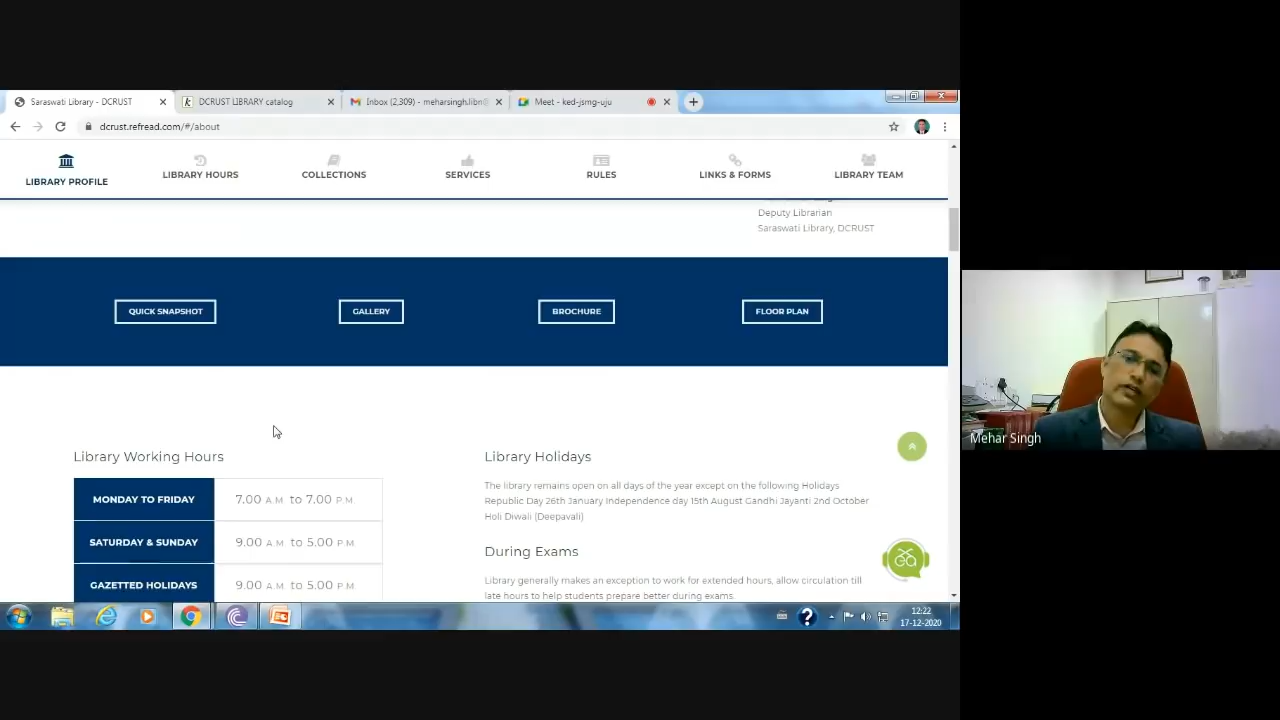 Saraswati Library - DCRUST
DCRUST LIBRARY catalog
Inbox (2,309) - meharsingh.libn@
Meet - ked-jsmg-uju
dcrust.refread.com/#/about
LIBRARY PROFILE
LIBRARY HOURS
COLLECTIONS
SERVICES
RULES
LINKS & FORMS
LIBRARY TEAM
Deputy Librarian
Saraswati Library, DCRUST
QUICK SNAPSHOT
GALLERY
BROCHURE
FLOOR PLAN
Library Working Hours
MONDAY TO FRIDAY 7.00 A.M. to 7.00 P.M.
SATURDAY & SUNDAY 9.00 A.M to 5.00 P.M
GAZETTED HOLIDAYS 9.00 A.M to 5.00 P.M
Library Holidays
The library remains open on all days of the year except on the following Holidays
Republic Day 26th January Independence day 15th August Gandhi Jayanti 2nd October
Holi Diwali (Deepavali)
During Exams
Library generally makes an exception to work for extended hours, allow circulation till
late hours to help students prepare better during exams.
12:22
17-12-2020
Mehar Singh